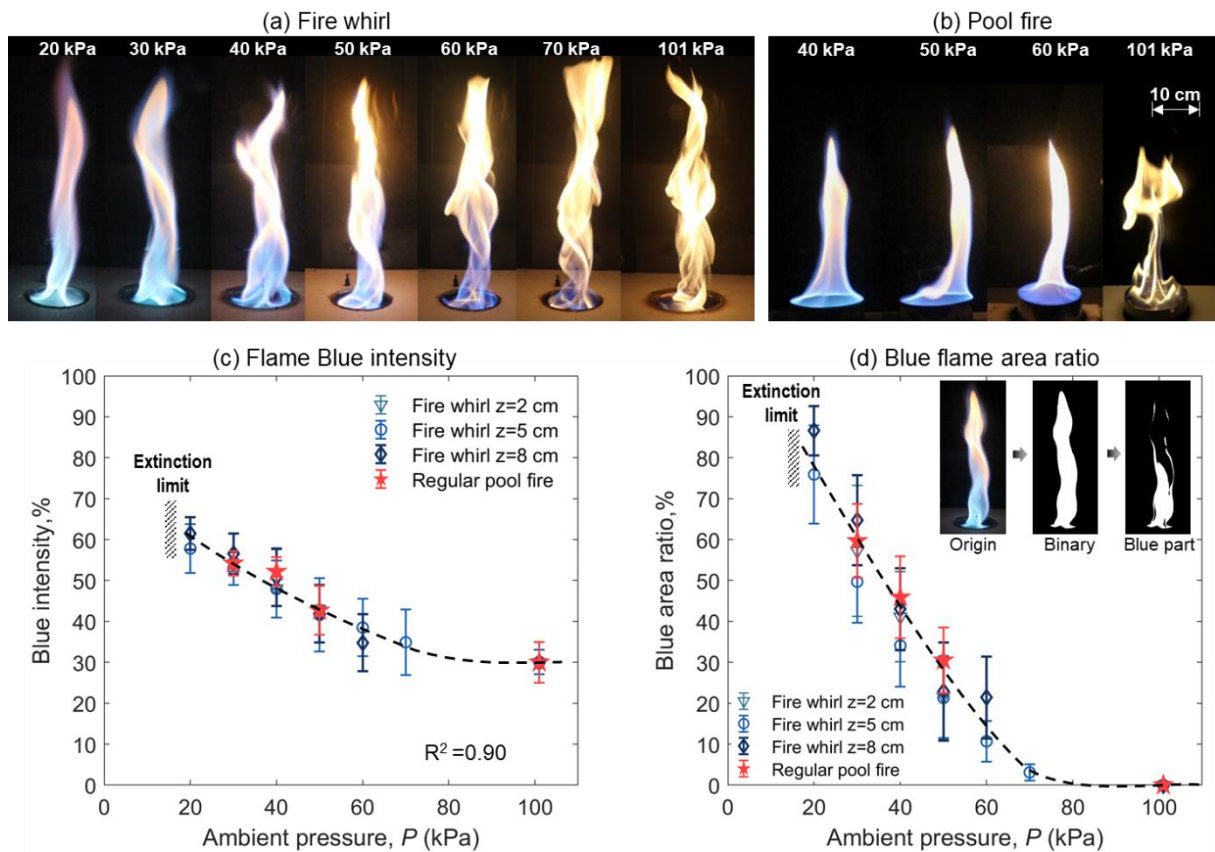 (a) Fire whirl
20 kPa 30 kPa 40 kPa 50 kPa 60 kPa 70 kPa 101 kPa
(b) Pool fire
40 kPa 50 kPa 60 kPa 101 kPa
10 cm
(c) Flame Blue intensity
Blue intensity,%
100
90
80
70
60
50
40
30
20
10
0
Extinction
limit
Fire whirl z=2 cm
Fire whirl z=5 cm
Fire whirl z=8 cm
Regular pool fire
R² =0.90
0 20 40 60 80 100
Ambient pressure, P (kPa)
(d) Blue flame area ratio
Blue area ratio,%
100
90
80
70
60
50
40
30
20
10
0
Extinction
limit
Origin Binary Blue part
Fire whirl z=2 cm
Fire whirl z=5 cm
Fire whirl z=8 cm
Regular pool fire
0 20 40 60 80 100
Ambient pressure, P (kPa)